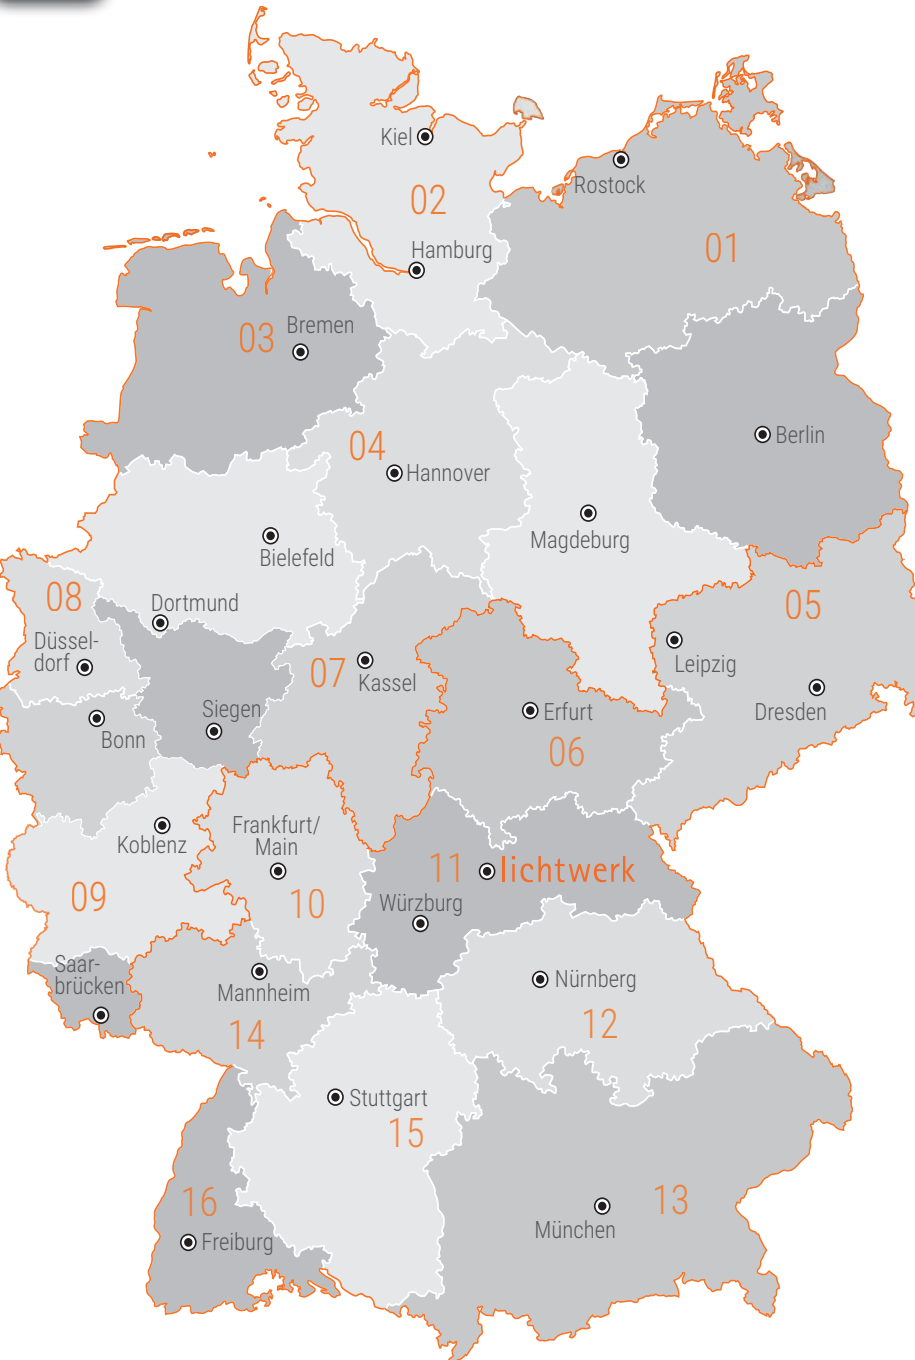 Kiel
Rostock
02
01
Hamburg
03
Bremen
04
Hannover
Berlin
Magdeburg
Bielefeld
08
Dortmund
05
Düssel-
dorf
07
Kassel
Leipzig
Siegen
Erfurt
Dresden
Bonn
06
Koblenz
Frankfurt/
Main
11
lichtwerk
09
10
Würzburg
Saar-
brücken
Mannheim
Nürnberg
14
12
Stuttgart
15
16
13
Freiburg
München